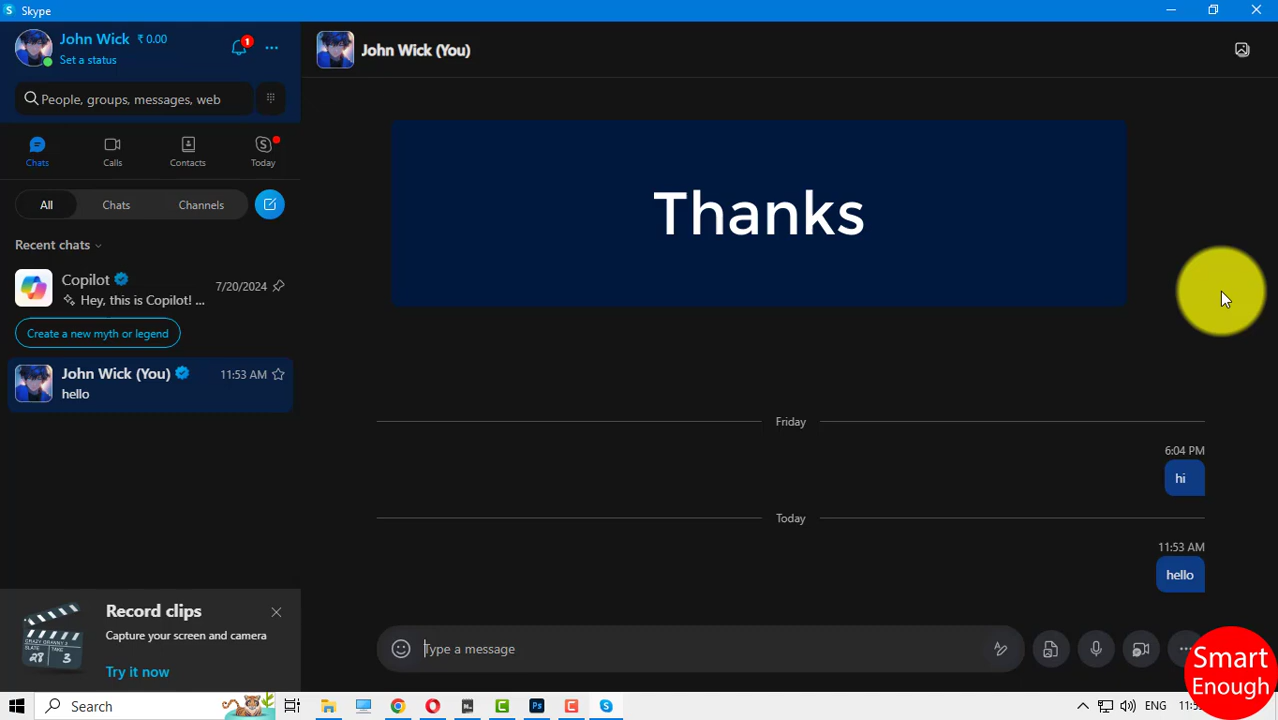 Skype
John Wick ₹ 0.00
Set a status
1
People, groups, messages, web
Chats
Calls
Contacts
Today
All
Chats
Channels
Recent chats
Copilot
7/20/2024
Hey, this is Copilot! ...
Create a new myth or legend
John Wick (You)
11:53 AM
hello
Record clips
Capture your screen and camera
Try it now
John Wick (You)
Thanks
Friday
6:04 PM
hi
Today
11:53 AM
hello
Type a message
Smart
Enough
Search
ENG